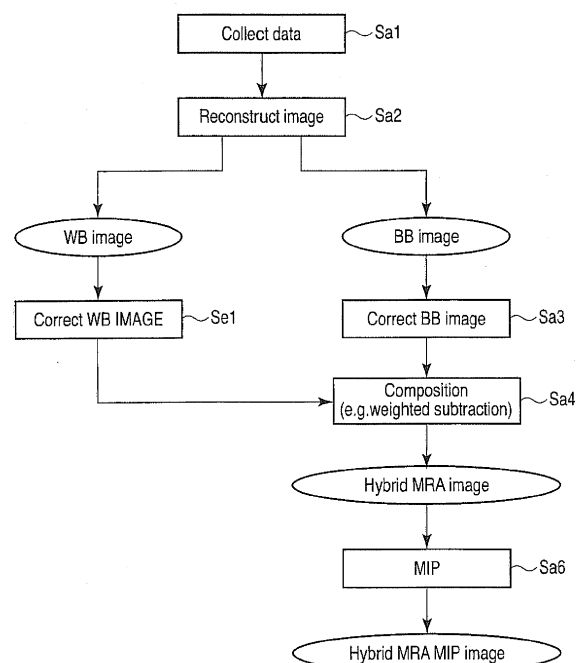 Collect data Sa1
Reconstruct image Sa2
WB image BB image
Correct WB IMAGE Se1 Correct BB image Sa3
Composition
(e.g.weighted subtraction) Sa4
Hybrid MRA image
MIP Sa6
Hybrid MRA MIP image